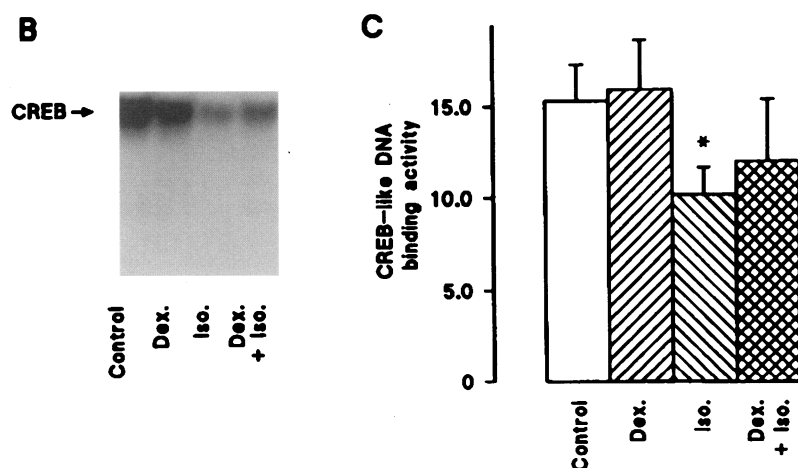 B
CREB→
Control
Dex.
Iso.
Dex.
+ Iso.
C
CREB-like DNA
binding activity
15.0
10.0
5.0
0
*
Control
Dex.
Iso.
Dex.
+ Iso.